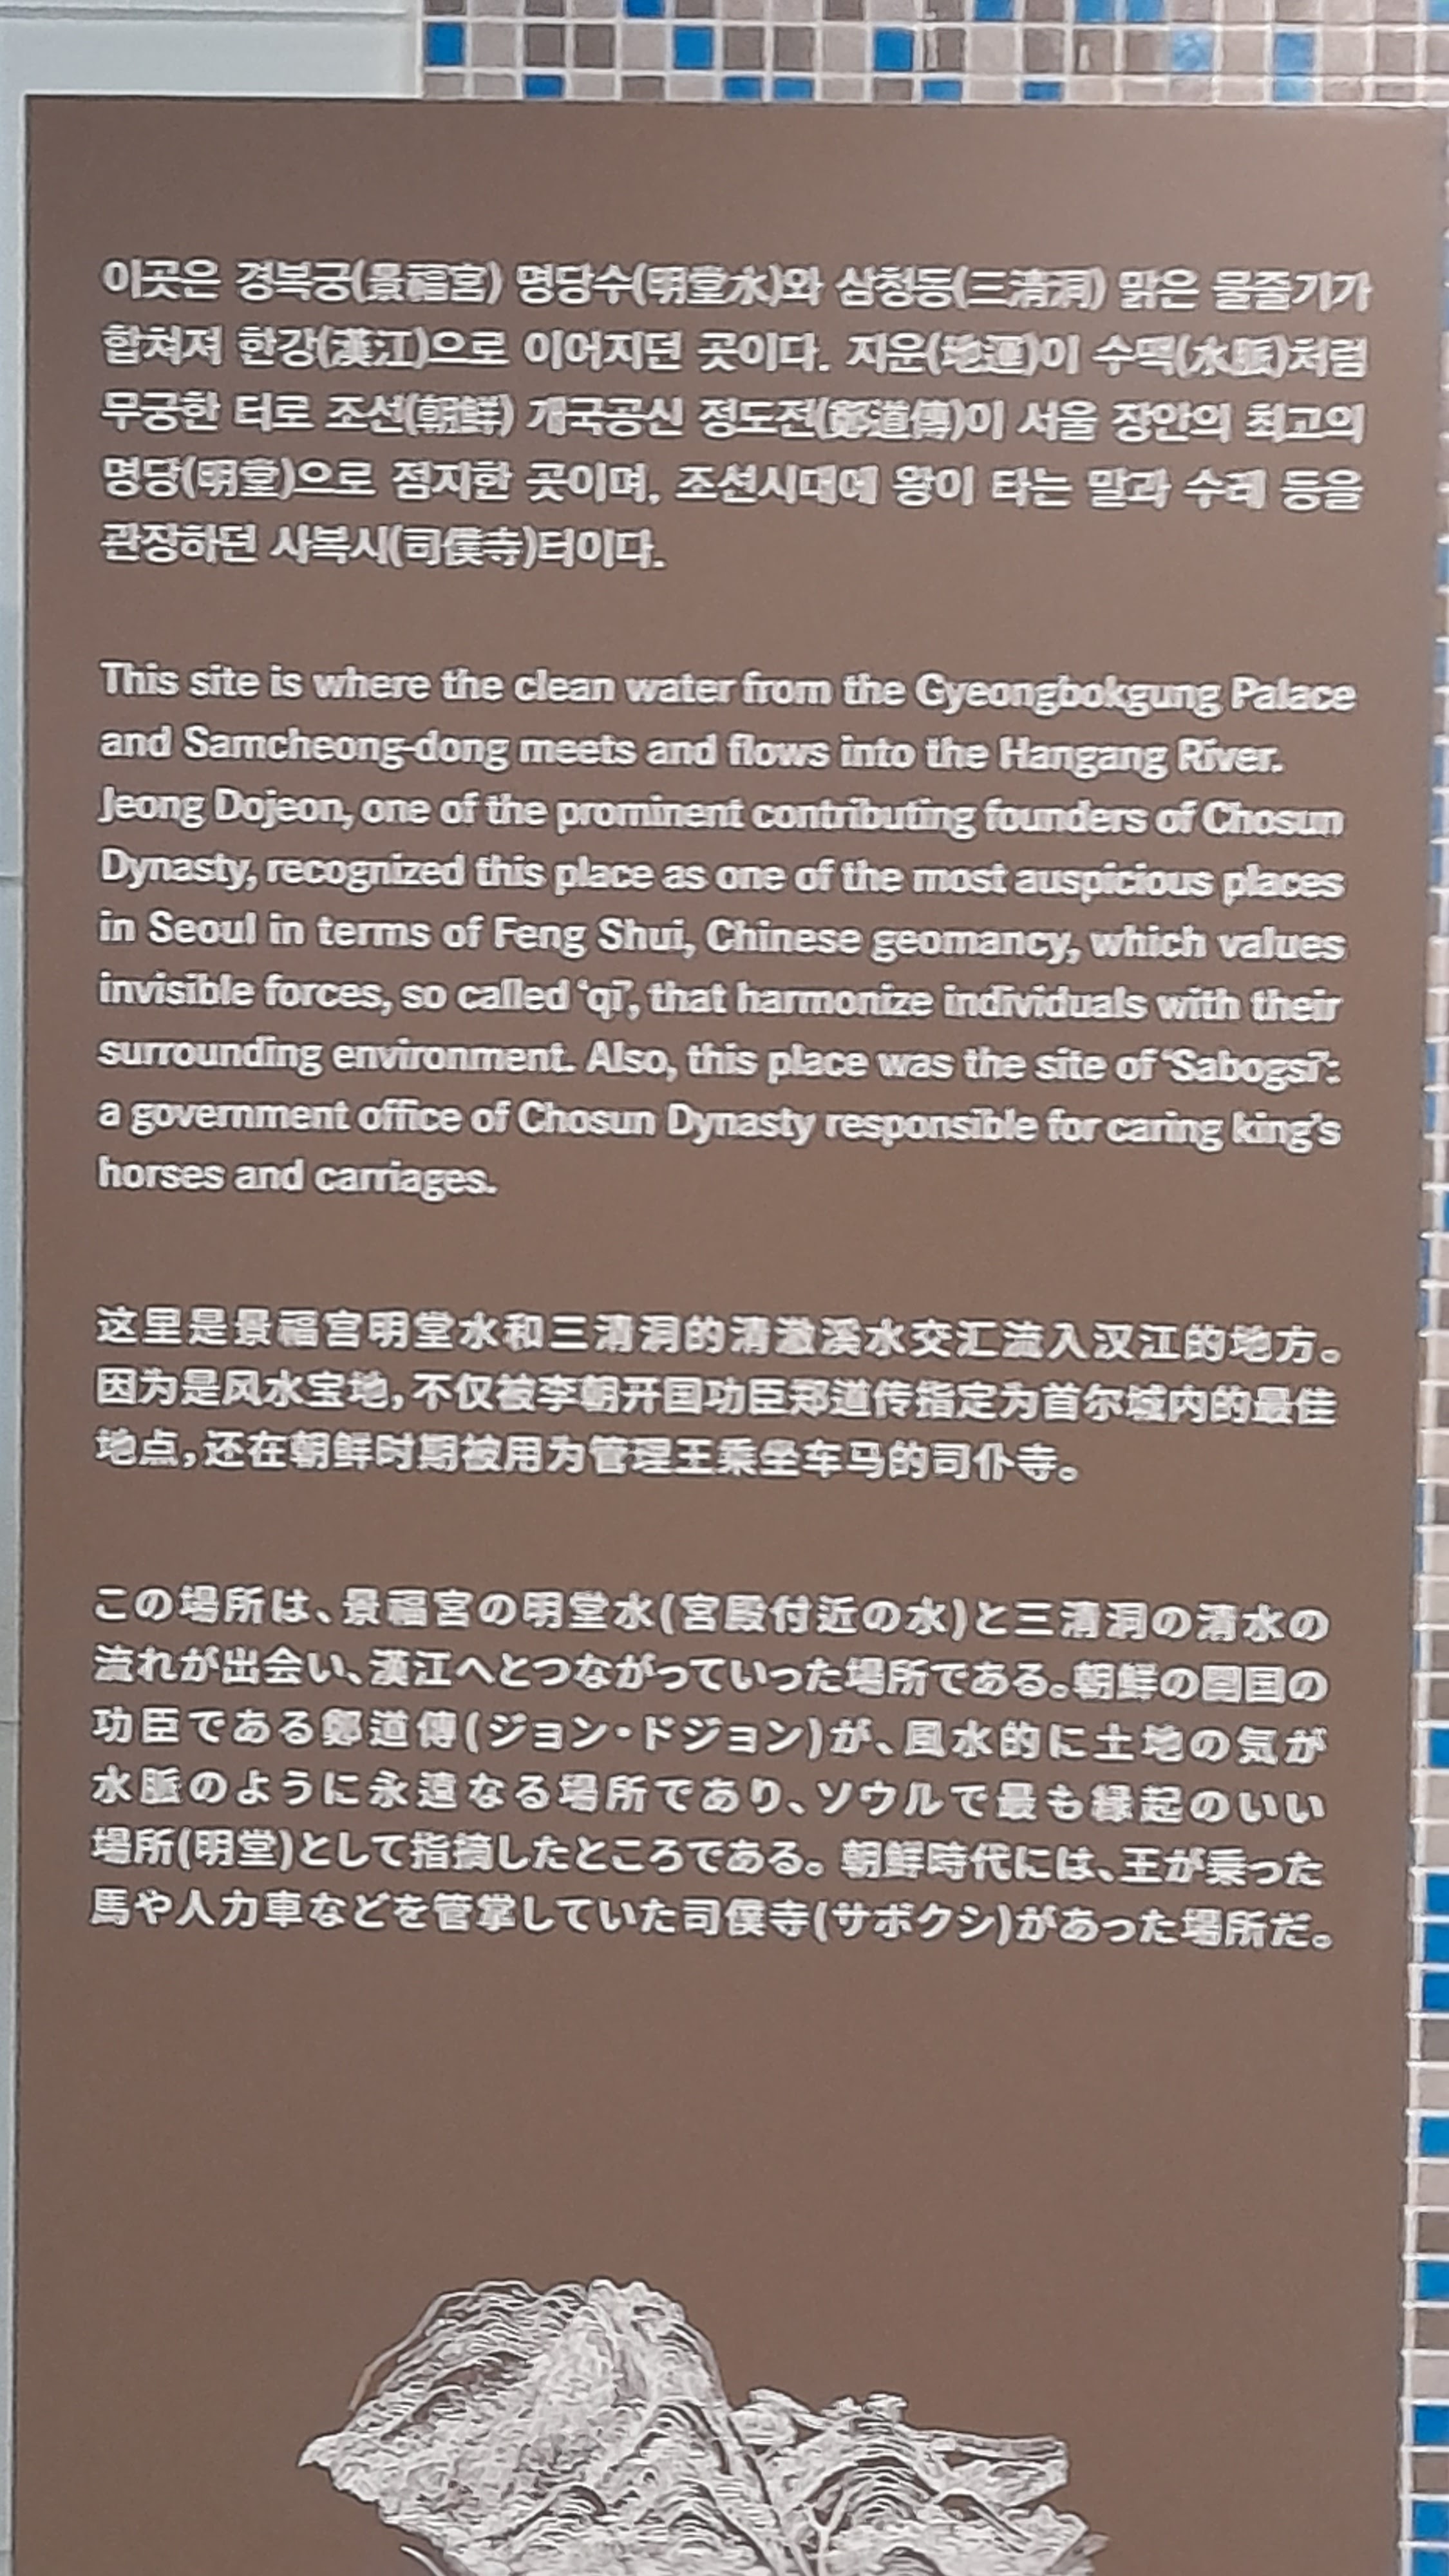 이곳은 경복궁(景福宮) 명당수(明堂水)와 삼청동(三淸洞) 맑은 물줄기가
합쳐져 한강(漢江)으로 이어지던 곳이다. 지운(地運)이 수맥(水脈)처럼
무궁한 터로 조선(朝鮮) 개국공신 정도전(鄭道傳)이 서울 장안의 최고의
명당(明堂)으로 점지한 곳이며, 조선시대에 왕이 타는 말과 수레 등을
관장하던 사복시(司僕寺)터이다.
This site is where the clean water from the Gyeongbokgung Palace
and Samcheong-dong meets and flows into the Hangang River.
Jeong Dojeon, one of the prominent contributing founders of Chosun
Dynasty, recognized this place as one of the most auspicious places
in Seoul in terms of Feng Shui, Chinese geomancy, which values
invisible forces, so called ‘qi’, that harmonize individuals with their
surrounding environment. Also, this place was the site of ‘Sabogsi’:
a government office of Chosun Dynasty responsible for caring king's
horses and carriages.
这里是景福宫明堂水和三清洞的清澈溪水交汇流入汉江的地方。
因为是风水宝地，不仅被李朝开国功臣郑道传指定为首尔城内的最佳
地点，还在朝鲜时期被用为管理王乘坐车马的司仆寺。
この場所は、景福宮の明堂水(宮殿付近の水)と三清洞の清水の
流れが出会い、漢江へとつながっていった場所である。朝鮮の開国の
功臣である鄭道傳(ジョン・ドジョン)が、風水的に土地の気が
水脈のように永遠なる場所であり、ソウルで最も縁起のいい
場所(明堂)として指摘したところである。朝鮮時代には、王が乗った
馬や人力車などを管掌していた司僕寺(サボクシ)があった場所だ。